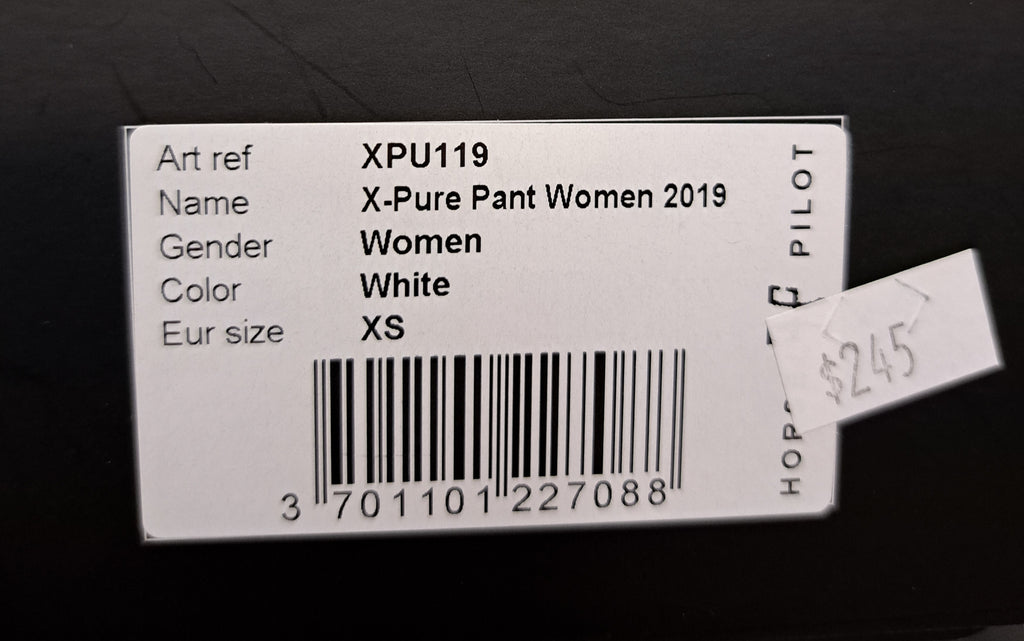 Art ref XPU119
Name X-Pure Pant Women 2019
Gender Women
Color White
Eur size XS
3 701101 227088
PILOT
$245